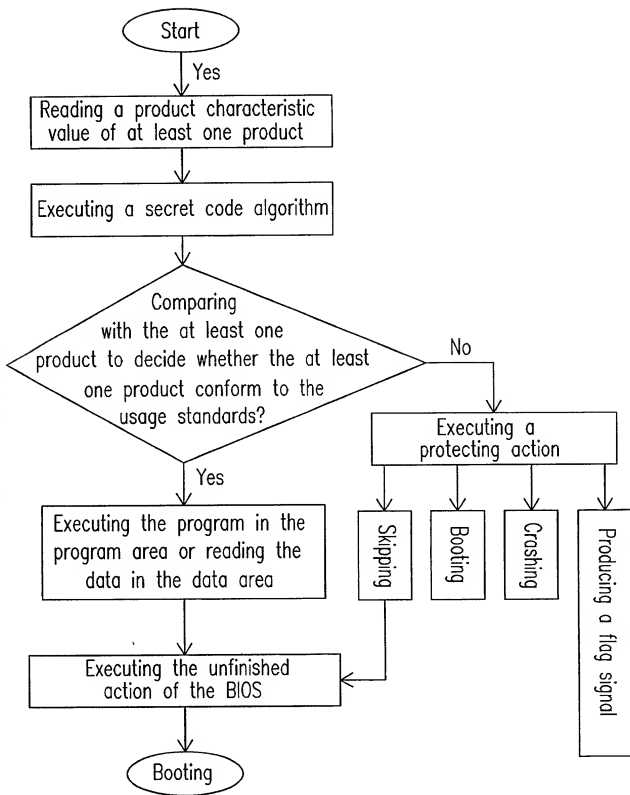 Start
Yes
Reading a product characteristic
value of at least one product
Executing a secret code algorithm
Comparing
with the at least one
product to decide whether the at least
one product conform to the
usage standards?
No
Executing a
protecting action
Yes
Executing the program in the
program area or reading the
data in the data area
Skipping
Booting
Crashing
Producing a flag signal
Executing the unfinished
action of the BIOS
Booting